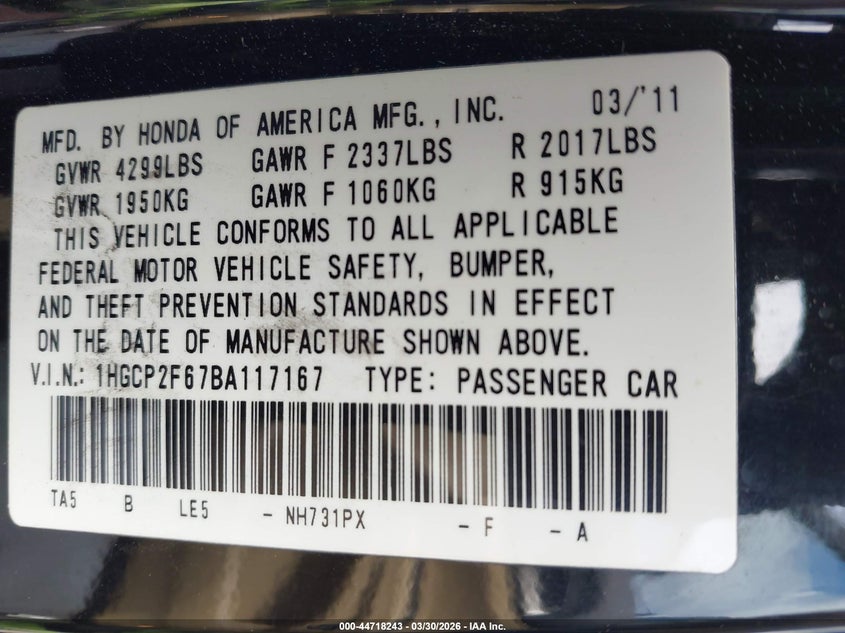 MFD. BY HONDA OF AMERICA MFG., INC. 03/'11
GVWR 4299LBS GAWR F 2337LBS R 2017LBS
GVWR 1950KG GAWR F 1060KG R 915KG
THIS VEHICLE CONFORMS TO ALL APPLICABLE
FEDERAL MOTOR VEHICLE SAFETY, BUMPER,
AND THEFT PREVENTION STANDARDS IN EFFECT
ON THE DATE OF MANUFACTURE SHOWN ABOVE.
V.I.N.: 1HGCP2F67BA117167 TYPE: PASSENGER CAR
TA5 B LE5 - NH731PX - F - A
000-44718243 - 03/30/2026 - IAA Inc.